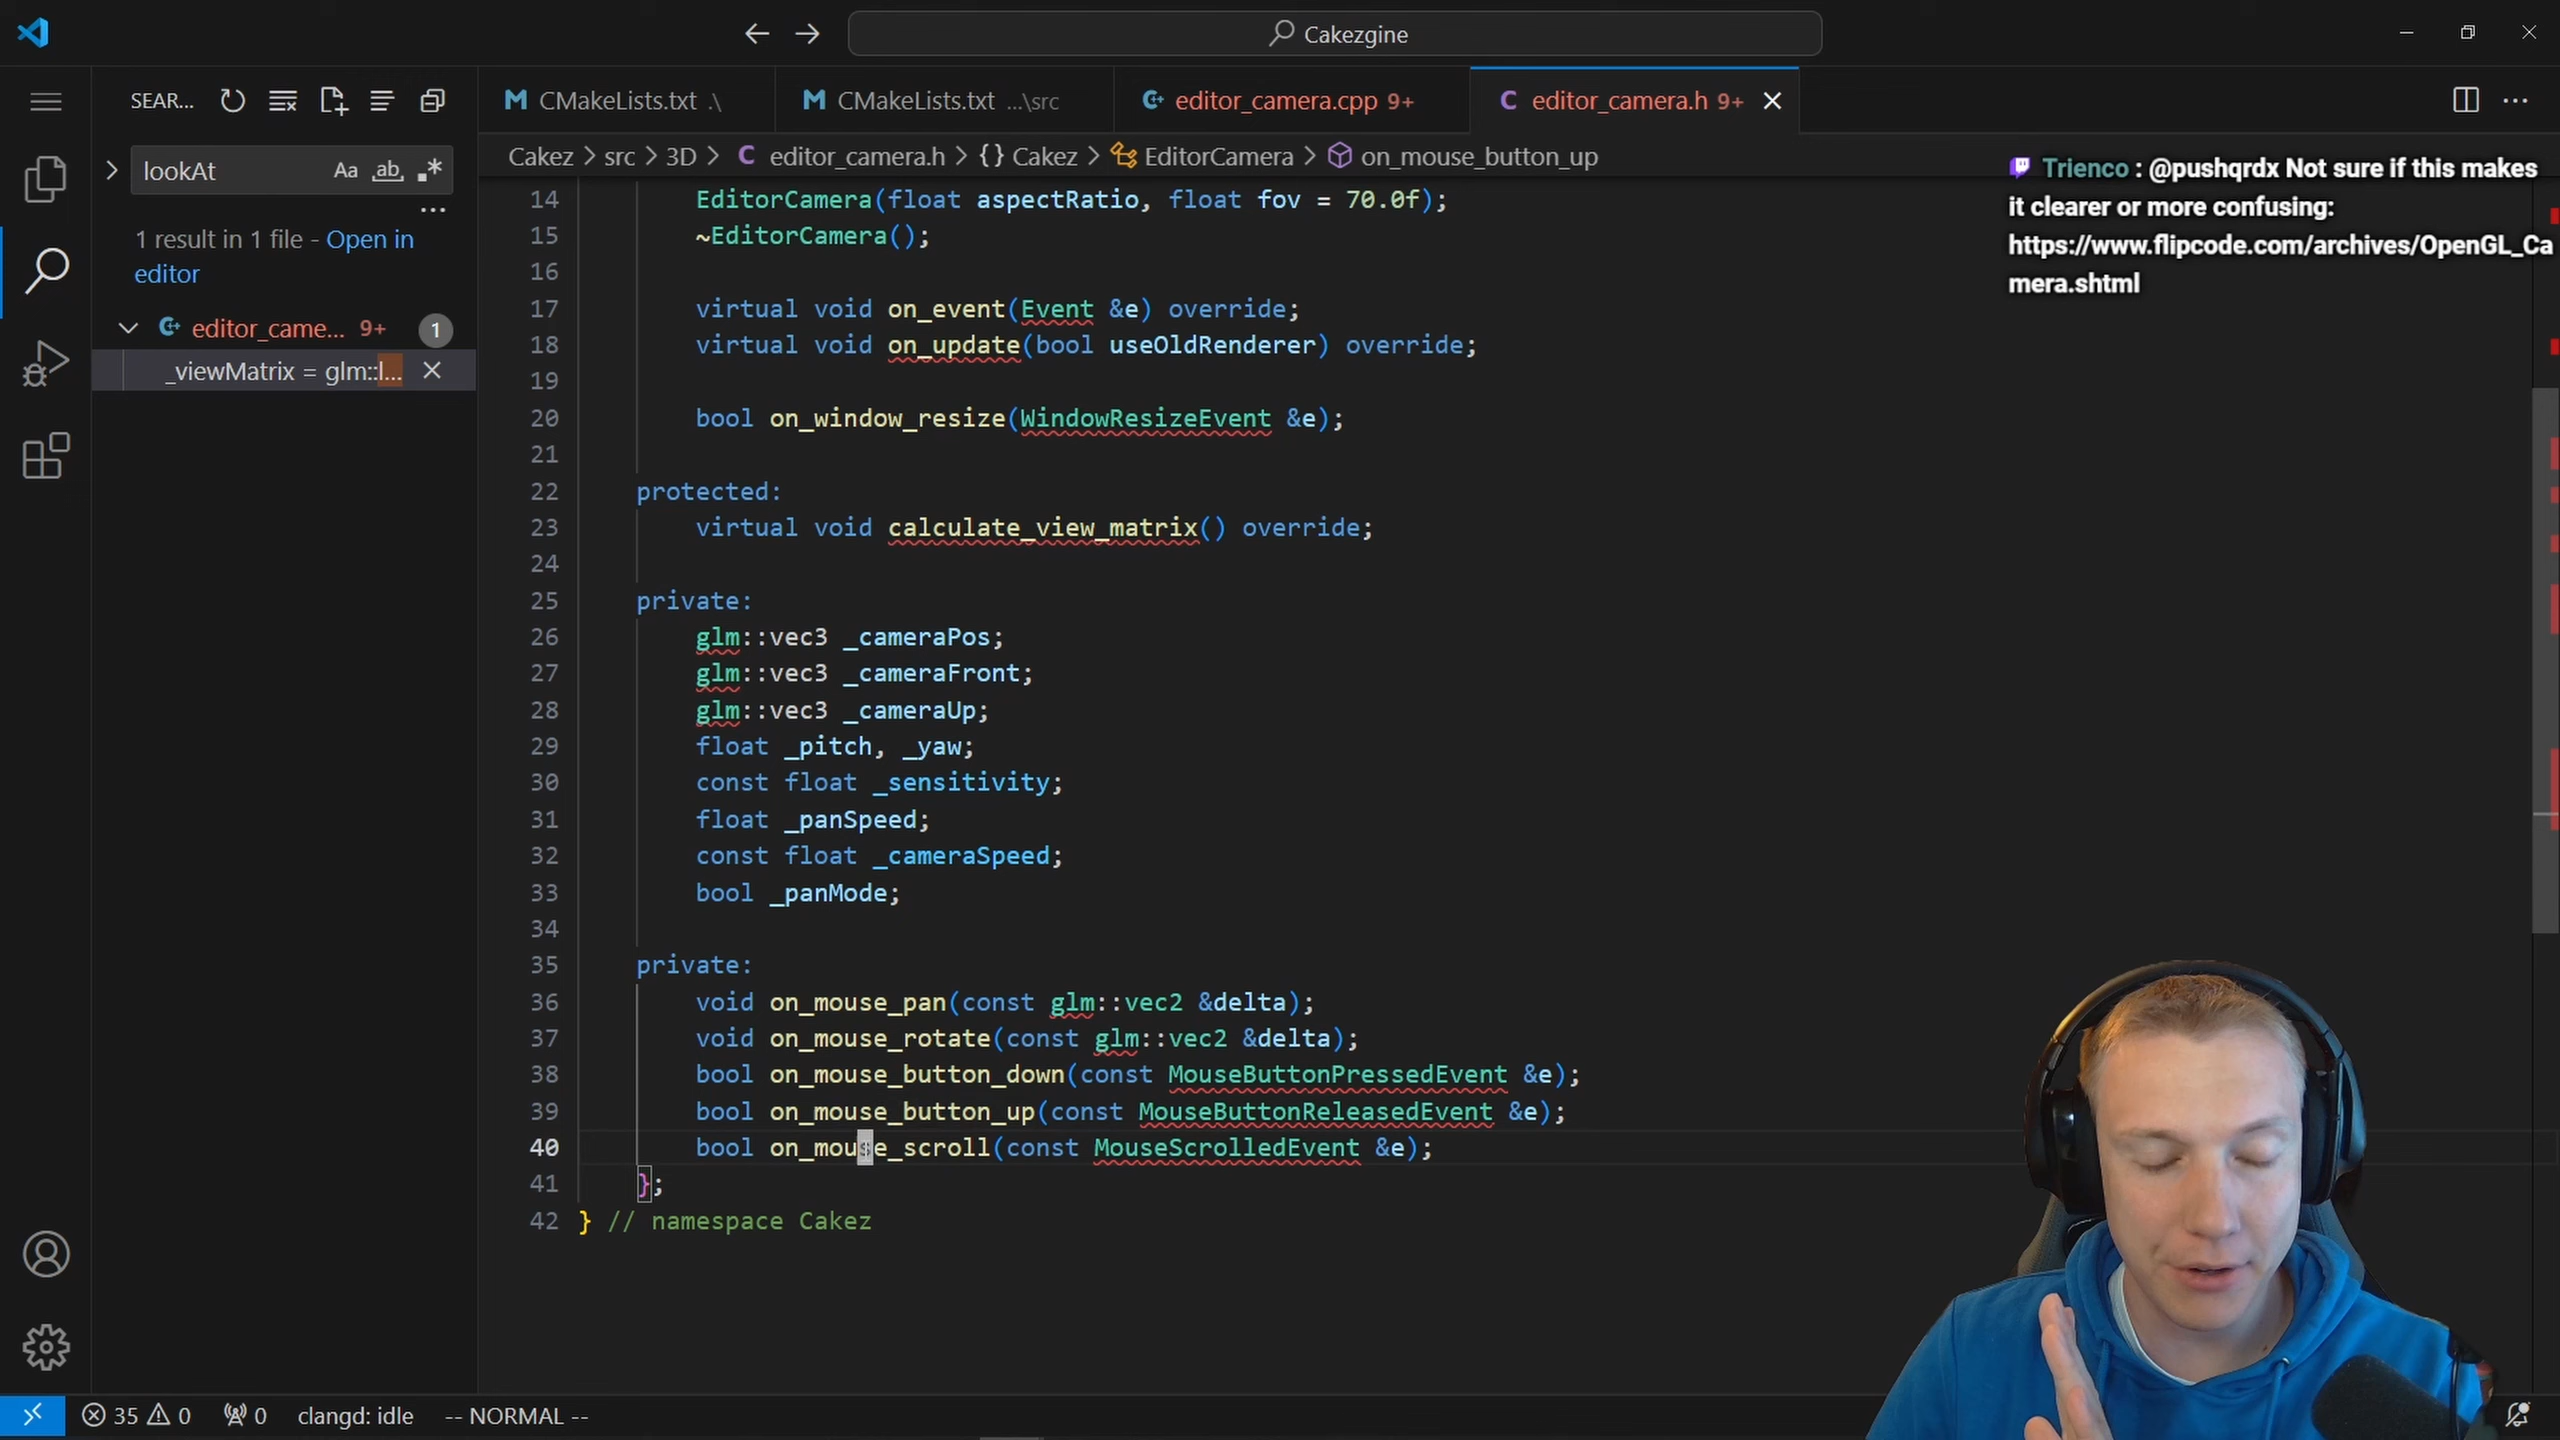 Cakezgine
SEAR...
CMakeLists.txt .\
CMakeLists.txt ...\src
editor_camera.cpp 9+
editor_camera.h 9+
Cakez > src > 3D > C editor_camera.h > {} Cakez > EditorCamera > on_mouse_button_up
lookAt
Aa ab
1 result in 1 file - Open in
editor
editor_came... 9+ 1
_viewMatrix = glm::l...
Trienco : @pushqrdx Not sure if this makes
it clearer or more confusing:
https://www.flipcode.com/archives/OpenGL_Ca
mera.shtml
14 EditorCamera(float aspectRatio, float fov = 70.0f);
15 ~EditorCamera();
16
17 virtual void on_event(Event &e) override;
18 virtual void on_update(bool useOldRenderer) override;
19
20 bool on_window_resize(WindowResizeEvent &e);
21
22 protected:
23 virtual void calculate_view_matrix() override;
24
25 private:
26 glm::vec3 _cameraPos;
27 glm::vec3 _cameraFront;
28 glm::vec3 _cameraUp;
29 float _pitch, _yaw;
30 const float _sensitivity;
31 float _panSpeed;
32 const float _cameraSpeed;
33 bool _panMode;
34
35 private:
36 void on_mouse_pan(const glm::vec2 &delta);
37 void on_mouse_rotate(const glm::vec2 &delta);
38 bool on_mouse_button_down(const MouseButtonPressedEvent &e);
39 bool on_mouse_button_up(const MouseButtonReleasedEvent &e);
40 bool on_mouse_scroll(const MouseScrolledEvent &e);
41 };
42 } // namespace Cakez
35 0 0 clangd: idle -- NORMAL --